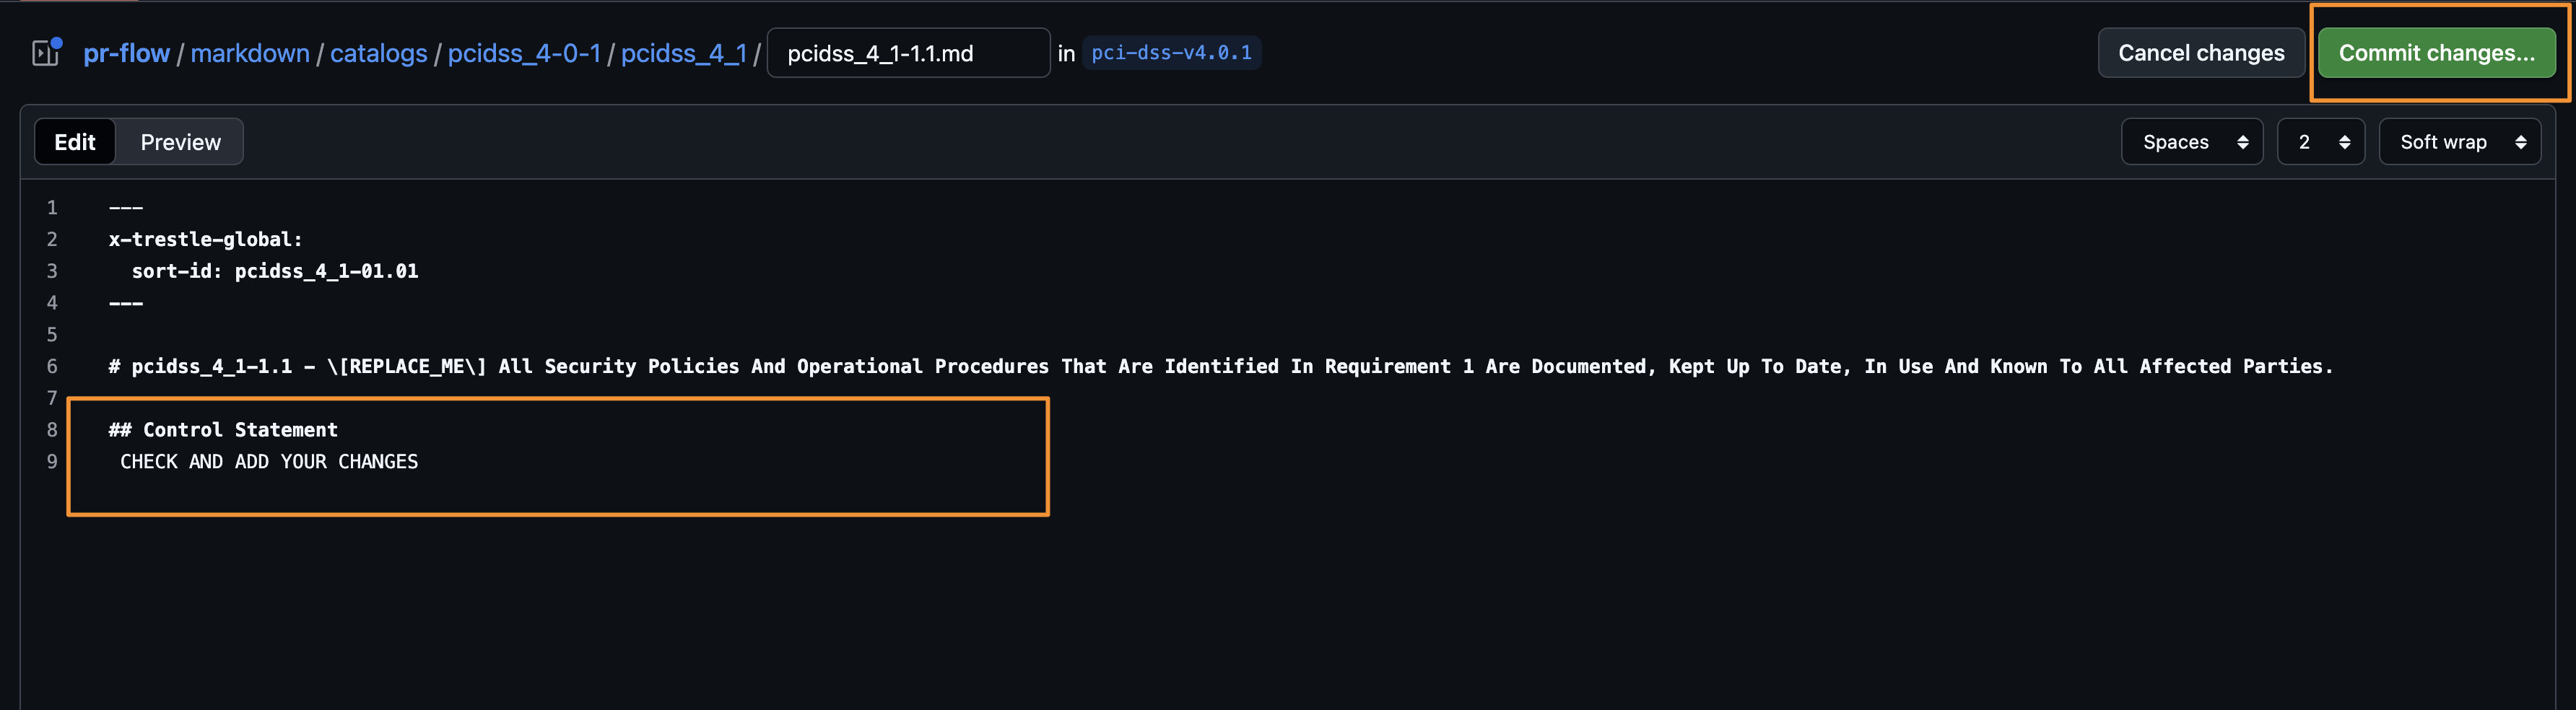 pr-flow / markdown / catalogs / pcidss_4-0-1 / pcidss_4_1 / pcidss_4_1-1.1.md in pci-dss-v4.0.1 Cancel changes Commit changes...
Edit Preview Spaces 2 Soft wrap
1 ---
2 x-trestle-global:
3 sort-id: pcidss_4_1-01.01
4 ---
5
6 # pcidss_4_1-1.1 - \[REPLACE_ME\] All Security Policies And Operational Procedures That Are Identified In Requirement 1 Are Documented, Kept Up To Date, In Use And Known To All Affected Parties.
7
8 ## Control Statement
9 CHECK AND ADD YOUR CHANGES